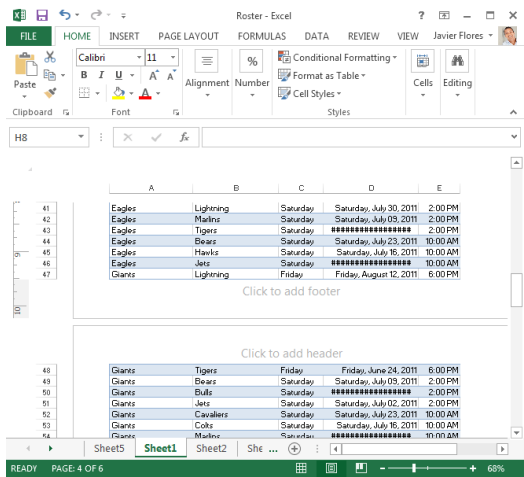 Roster - Excel
FILE HOME INSERT PAGE LAYOUT FORMULAS DATA REVIEW VIEW Javier Flores
Calibri 11 % Conditional Formatting
Format as Table
Paste B I U A A Alignment Number Cell Styles Cells Editing
Clipboard Font Styles
H8 fx
A B C D E
41 Eagles Lightning Saturday Saturday, July 30, 2011 2:00 PM
42 Eagles Marlins Saturday Saturday, July 09, 2011 2:00 PM
43 Eagles Tigers Saturday ################# 2:00 PM
44 Eagles Bears Saturday Saturday, July 23, 2011 10:00 AM
45 Eagles Hawks Saturday Saturday, July 16, 2011 10:00 AM
46 Eagles Jets Saturday ################# 10:00 AM
47 Giants Lightning Friday Friday, August 12, 2011 6:00 PM
Click to add footer
Click to add header
48 Giants Tigers Friday Friday, June 24, 2011 6:00 PM
49 Giants Bears Saturday Saturday, July 09, 2011 2:00 PM
50 Giants Bulls Saturday ################# 2:00 PM
51 Giants Jets Saturday Saturday, July 02, 2011 2:00 PM
52 Giants Cavaliers Saturday Saturday, July 23, 2011 10:00 AM
53 Giants Colts Saturday Saturday, July 16, 2011 10:00 AM
54 Giants Marlins Saturday ################# 10:00 AM
Sheet5 Sheet1 Sheet2 She ...
READY PAGE: 4 OF 6 68%